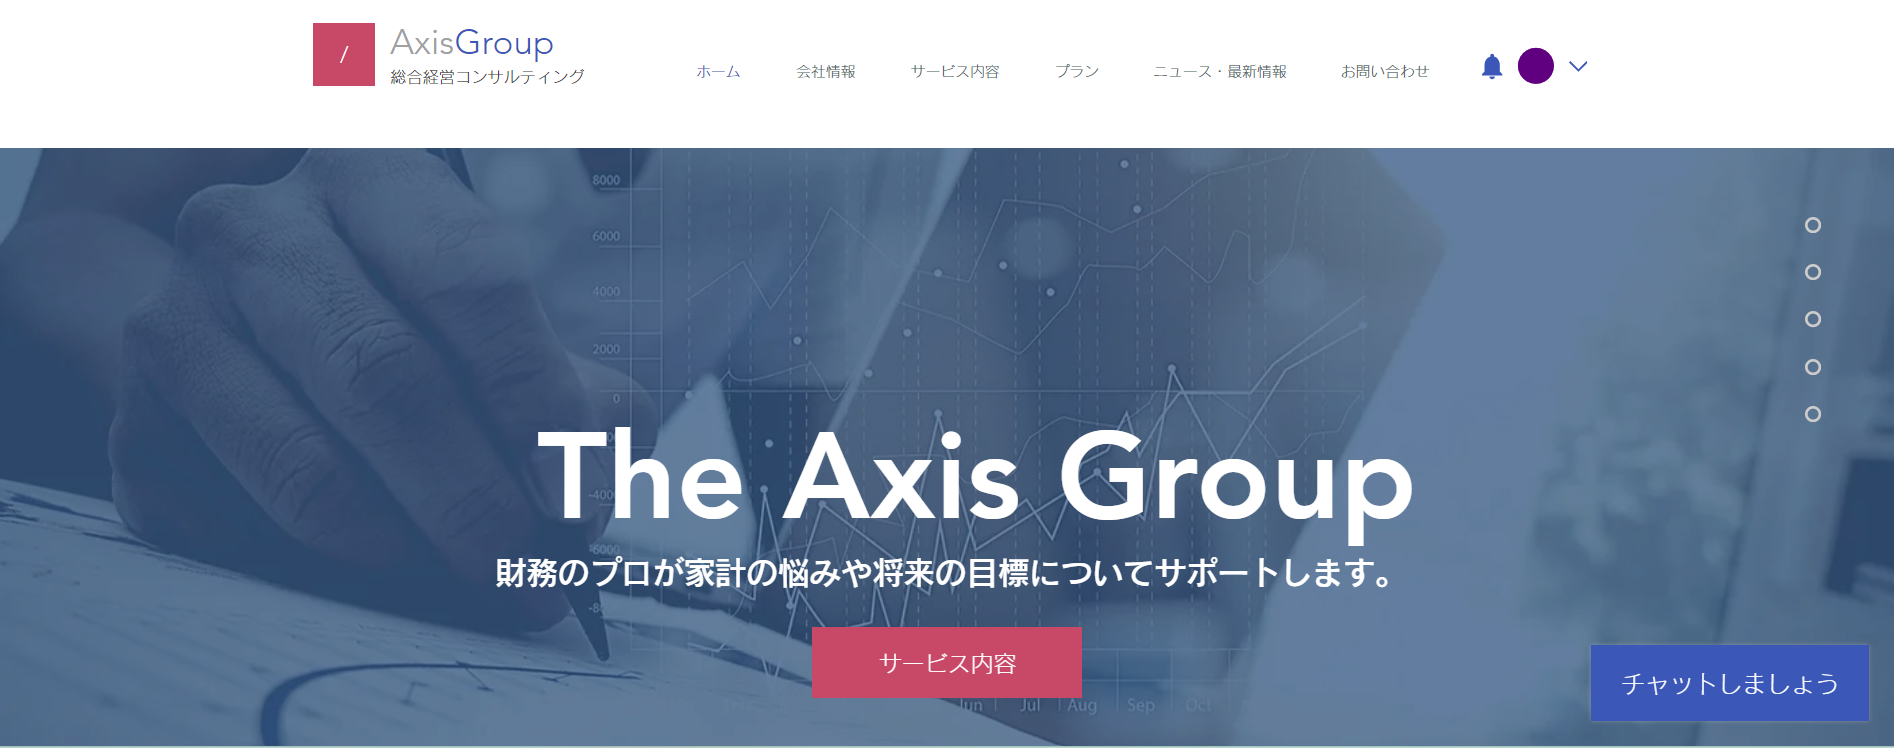 /
AxisGroup
総合経営コンサルティング
ホーム 会社情報 サービス内容 プラン ニュース・最新情報 お問い合わせ
8000
6000
4000
2000
0
The Axis Group
-4000
-6000
財務のプロが家計の悩みや将来の目標についてサポートします。
サービス内容
チャットしましょう
Jun Jul Aug Sep Oct